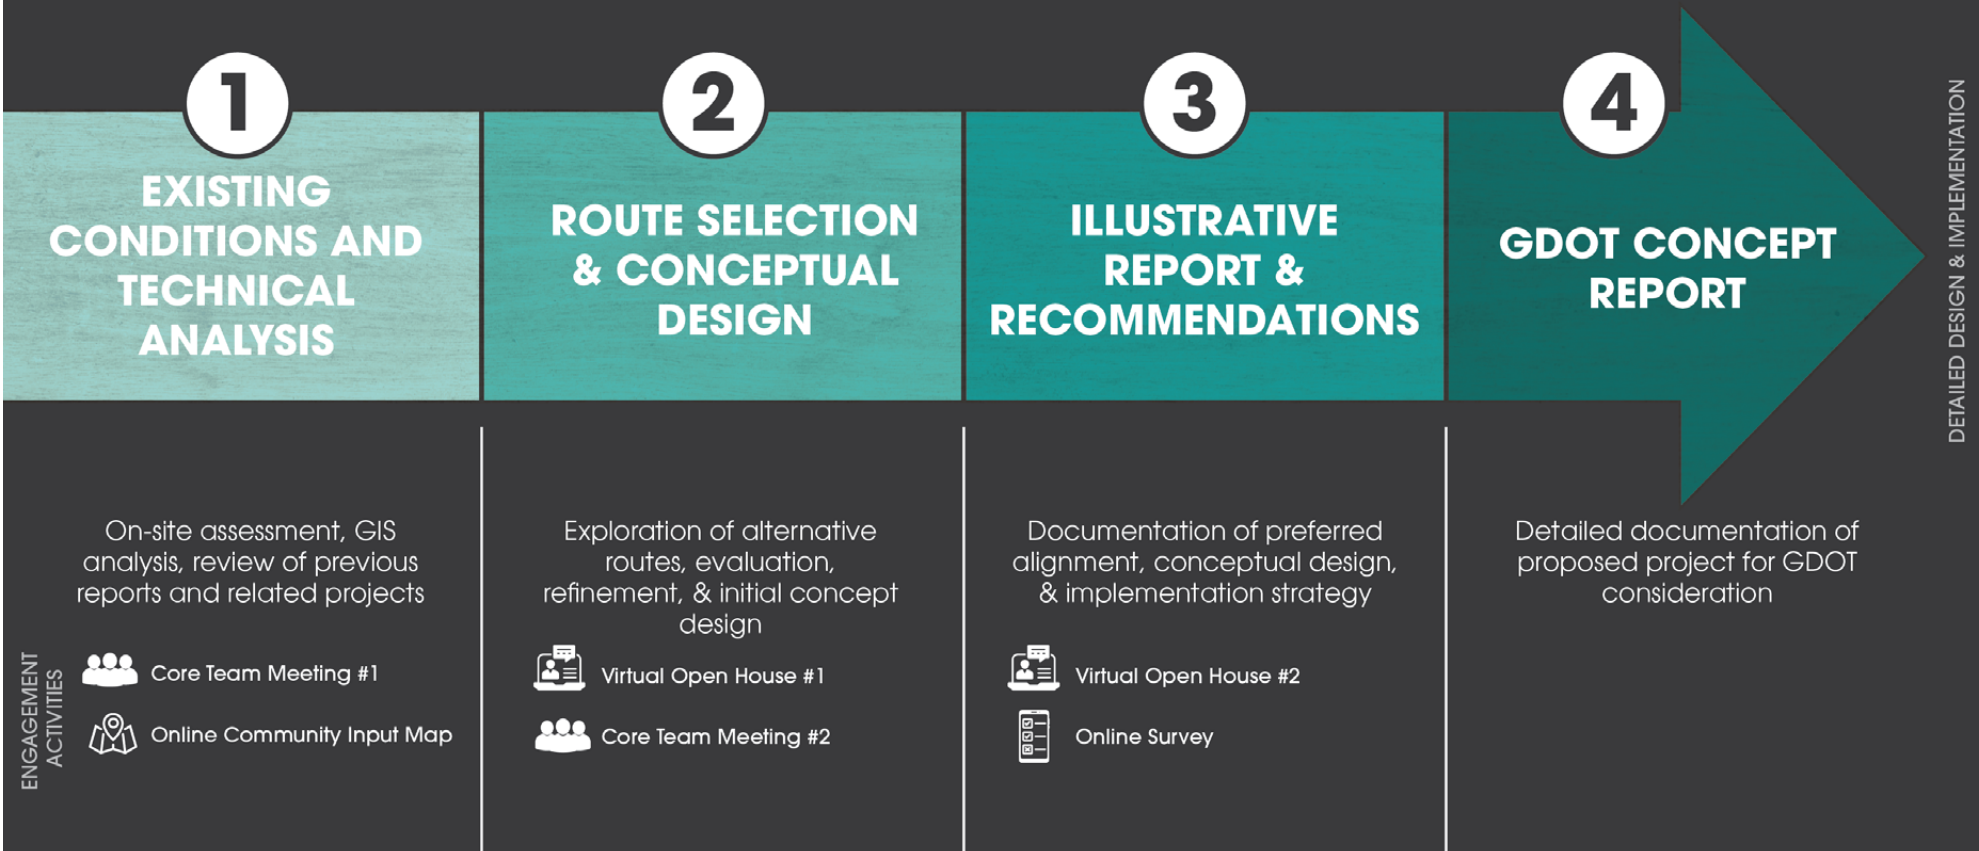 1
EXISTING
CONDITIONS AND
TECHNICAL
ANALYSIS
2
ROUTE SELECTION
& CONCEPTUAL
DESIGN
3
ILLUSTRATIVE
REPORT &
RECOMMENDATIONS
4
GDOT CONCEPT
REPORT
DETAILED DESIGN & IMPLEMENTATION
On-site assessment, GIS
analysis, review of previous
reports and related projects
Exploration of alternative
routes, evaluation,
refinement, & initial concept
design
Documentation of preferred
alignment, conceptual design,
& implementation strategy
Detailed documentation of
proposed project for GDOT
consideration
ENGAGEMENT
ACTIVITIES
Core Team Meeting #1
Online Community Input Map
Virtual Open House #1
Core Team Meeting #2
Virtual Open House #2
Online Survey